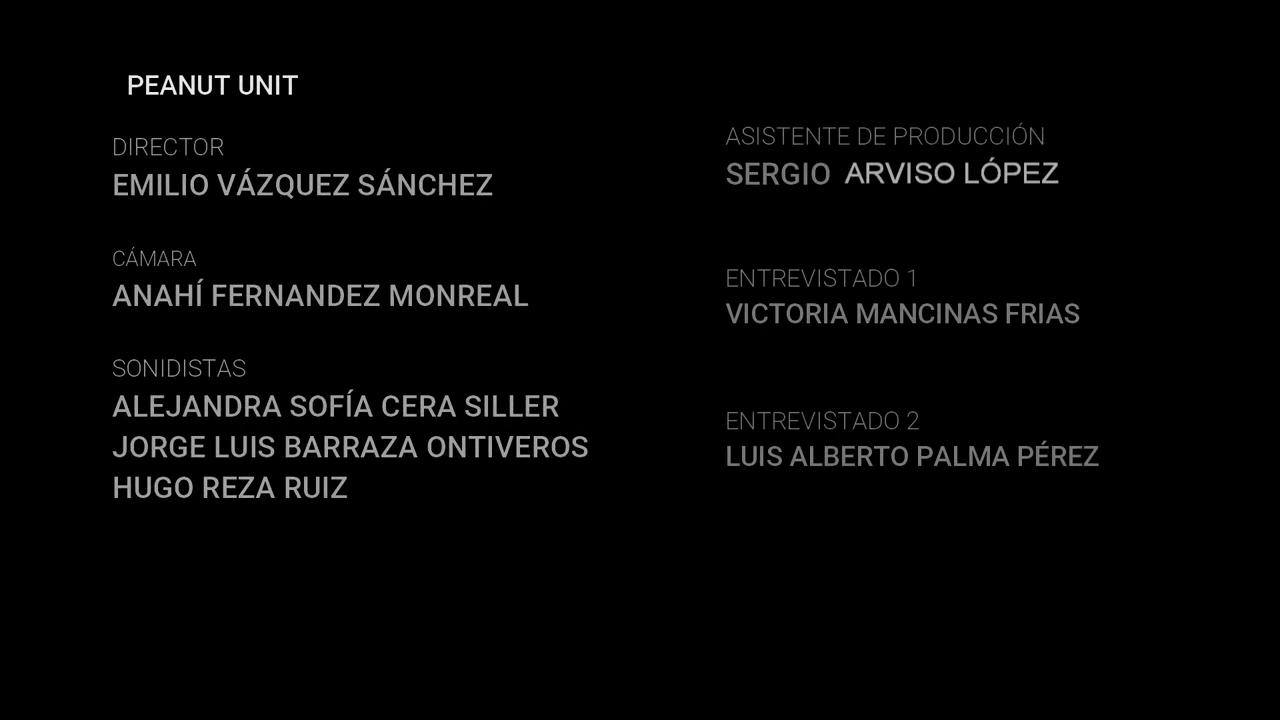 PEANUT UNIT
DIRECTOR
EMILIO VÁZQUEZ SÁNCHEZ
CÁMARA
ANAHÍ FERNANDEZ MONREAL
SONIDISTAS
ALEJANDRA SOFÍA CERA SILLER
JORGE LUIS BARRAZA ONTIVEROS
HUGO REZA RUIZ
ASISTENTE DE PRODUCCIÓN
SERGIO ARVISO LÓPEZ
ENTREVISTADO 1
VICTORIA MANCINAS FRIAS
ENTREVISTADO 2
LUIS ALBERTO PALMA PÉREZ